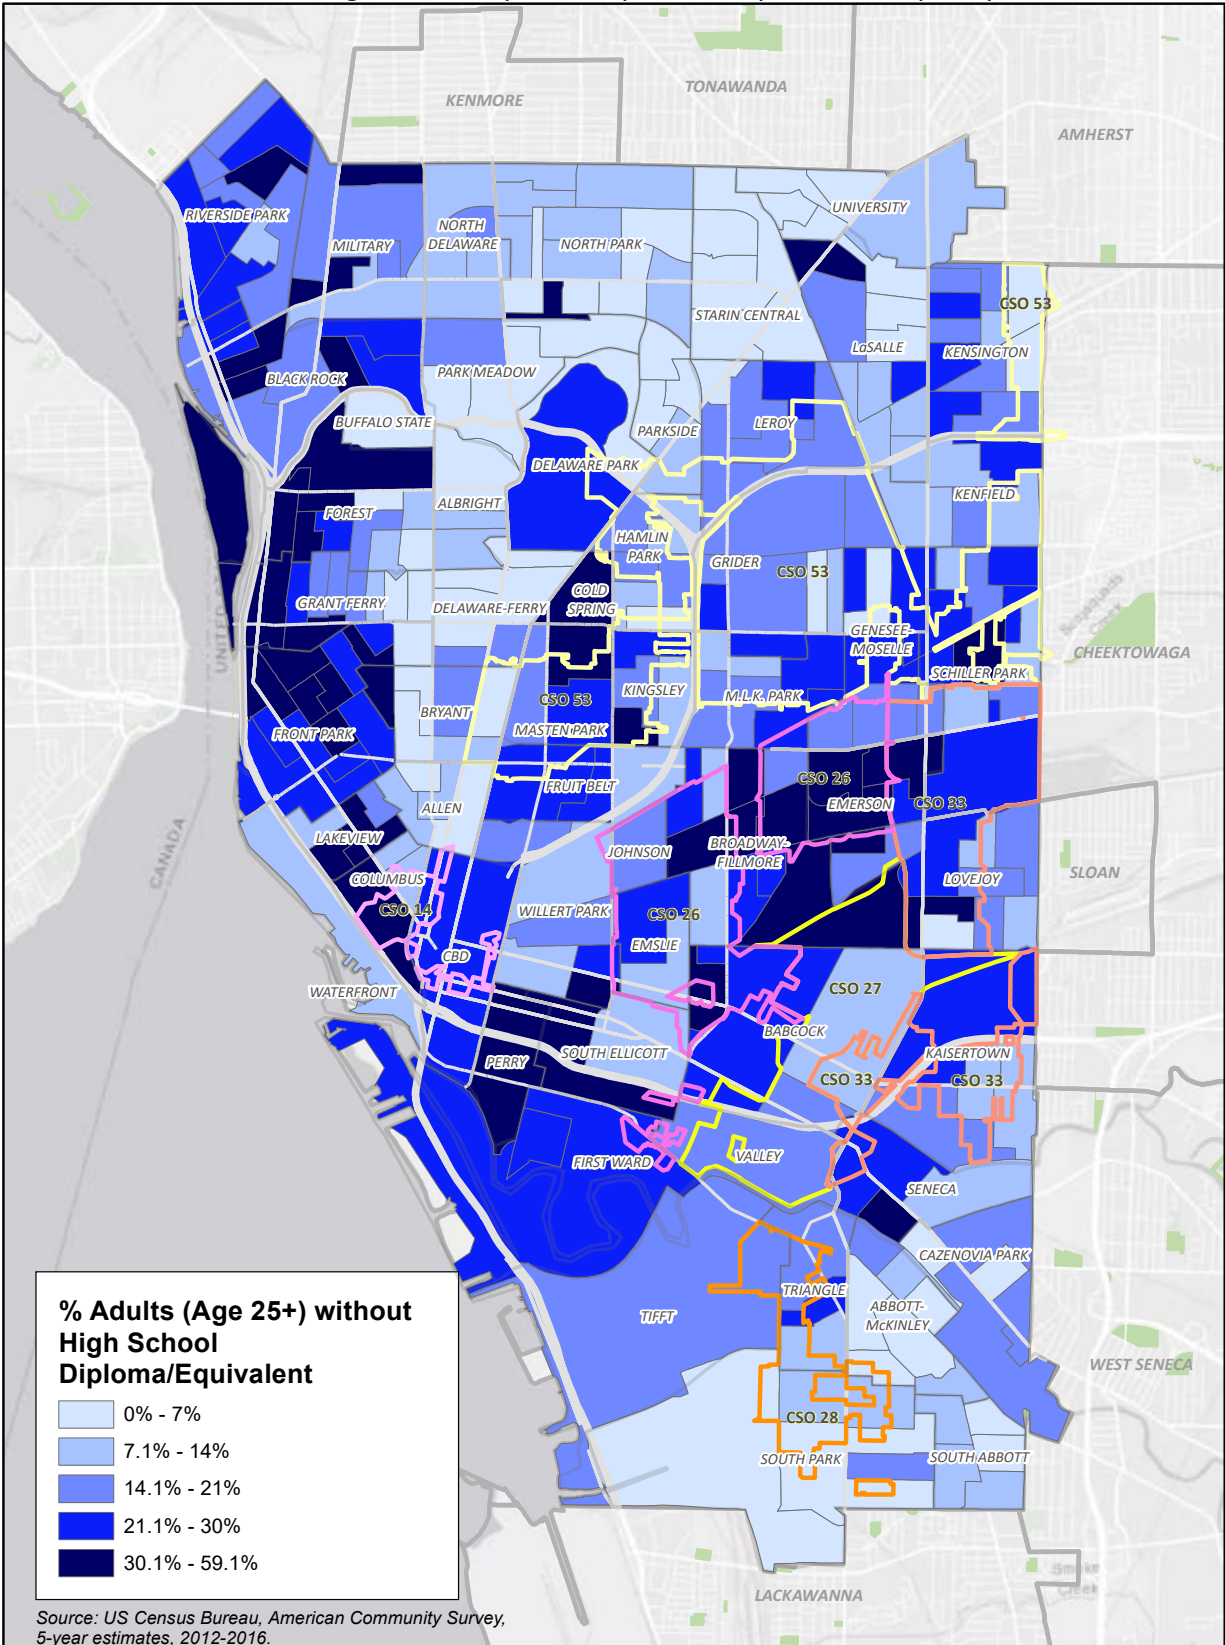 KENMORE
TONAWANDA
AMHERST
RIVERSIDE PARK
MILITARY
NORTH
DELAWARE
NORTH PARK
UNIVERSITY
CSO 53
STARIN CENTRAL
LaSALLE
KENSINGTON
BLACK ROCK
PARK MEADOW
BUFFALO STATE
PARKSIDE
LEROY
DELAWARE PARK
FOREST
ALBRIGHT
KENFIELD
HAMLIN
PARK
GRIDER
CSO 53
GRANT FERRY
DELAWARE-FERRY
COLD
SPRING
GENESEE-
MOSELLE
UNITED
CHEEKTOWAGA
SCHILLER PARK
CSO 53
KINGSLEY
M.L.K. PARK
BRYANT
MASTEN PARK
FRONT PARK
FRUIT BELT
CSO 26
EMERSON
CSO 33
ALLEN
LAKEVIEW
JOHNSON
BROADWAY-
FILLMORE
CANADA
COLUMBUS
LOVEJOY
SLOAN
CSO 14
WILLERT PARK
CSO 26
EMSLIE
CBD
WATERFRONT
CSO 27
BABCOCK
PERRY
SOUTH ELLICOTT
KAISERTOWN
CSO 33
CSO 33
FIRST WARD
VALLEY
SENECA
CAZENOVIA PARK
TRIANGLE
ABBOTT-
McKINLEY
TIFFT
WEST SENECA
CSO 28
SOUTH PARK
SOUTH ABBOTT
LACKAWANNA
% Adults (Age 25+) without
High School
Diploma/Equivalent
0% - 7%
7.1% - 14%
14.1% - 21%
21.1% - 30%
30.1% - 59.1%
Source: US Census Bureau, American Community Survey,
5-year estimates, 2012-2016.